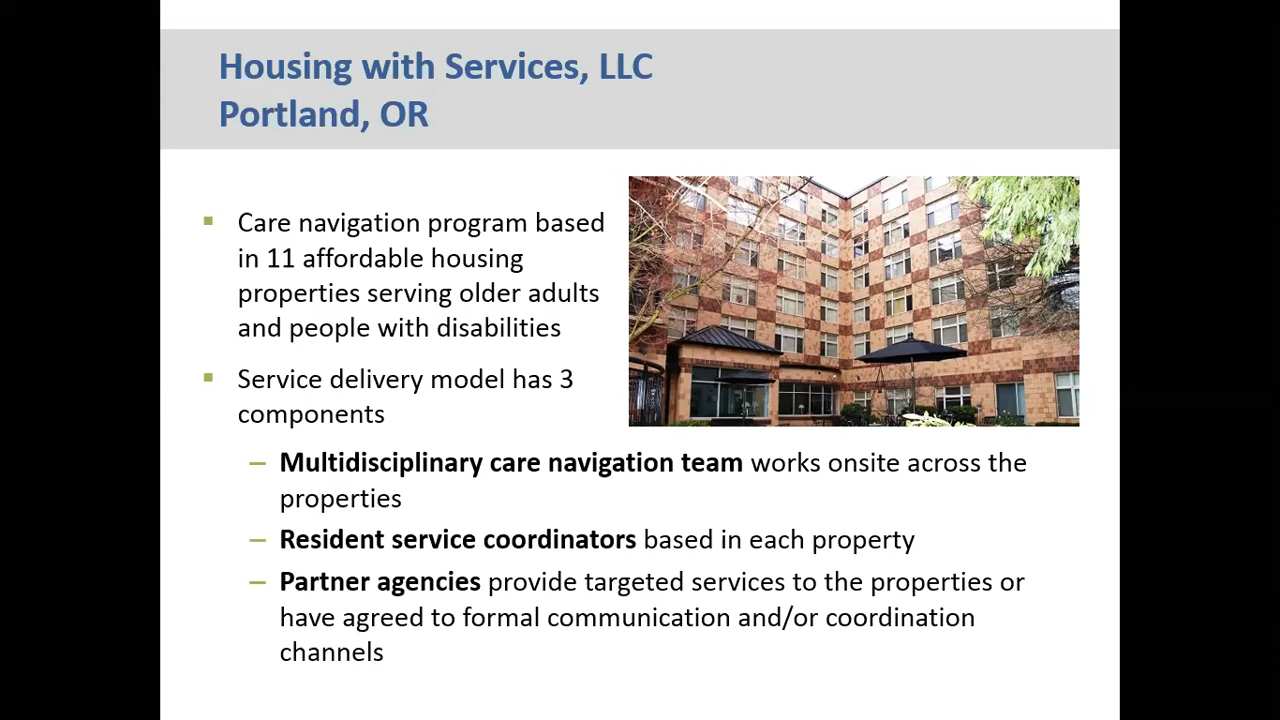 Housing with Services, LLC
Portland, OR
▪ Care navigation program based
in 11 affordable housing
properties serving older adults
and people with disabilities
▪ Service delivery model has 3
components
– Multidisciplinary care navigation team works onsite across the
properties
– Resident service coordinators based in each property
– Partner agencies provide targeted services to the properties or
have agreed to formal communication and/or coordination
channels